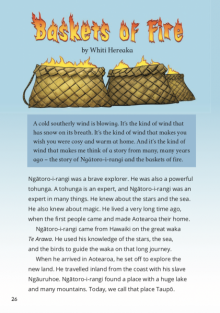 Baskets of Fire
by Whiti Hereaka
A cold southerly wind is blowing. It's the kind of wind that
has snow on its breath. It's the kind of wind that makes you
wish you were cosy and warm at home. And it's the kind of
wind that makes me think of a story from many, many years
ago – the story of Ngātoro-i-rangi and the baskets of fire.
Ngātoro-i-rangi was a brave explorer. He was also a powerful
tohunga. A tohunga is an expert, and Ngātoro-i-rangi was an
expert in many things. He knew about the stars and the sea.
He also knew about magic. He lived a very long time ago,
when the first people came and made Aotearoa their home.
Ngātoro-i-rangi came from Hawaiki on the great waka
Te Arawa. He used his knowledge of the stars, the sea,
and the birds to guide the waka on that long journey.
When he arrived in Aotearoa, he set off to explore the
new land. He travelled inland from the coast with his slave
Ngāuruhoe. Ngātoro-i-rangi found a place with a huge lake
and many mountains. Today, we call that place Taupō.
26